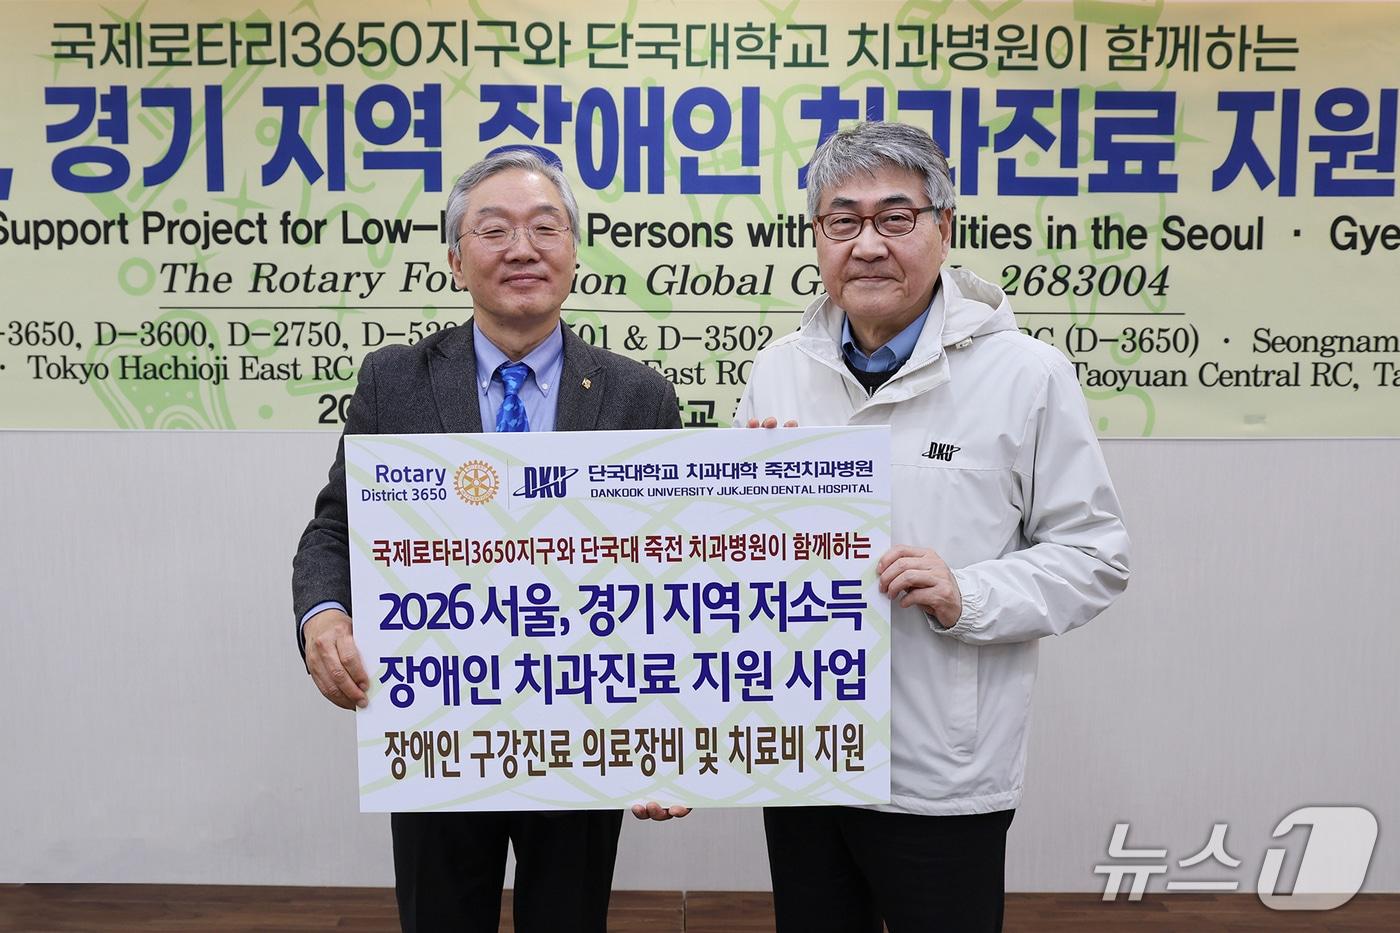 국제로타리3650지구와 단국대학교 치과병원이 함께하는
, 경기 지역 장애인 치과진료 지원
Support Project for Low- Persons with lities in the Seoul · Gye
The Rotary Fou ion Global G 2683004
-3650, D-3600, D-2750, 01 & D-3502 RC (D-3650) · Seongnam
· Tokyo Hachioji East RC East RC Taoyuan Central RC, Ta
Rotary
District 3650
DKU
단국대학교 치과대학 죽전치과병원
DANKOOK UNIVERSITY JUKJEON DENTAL HOSPITAL
국제로타리3650지구와 단국대 죽전 치과병원이 함께하는
2026 서울, 경기 지역 저소득
장애인 치과진료 지원 사업
장애인 구강진료 의료장비 및 치료비 지원
DKU
뉴스1